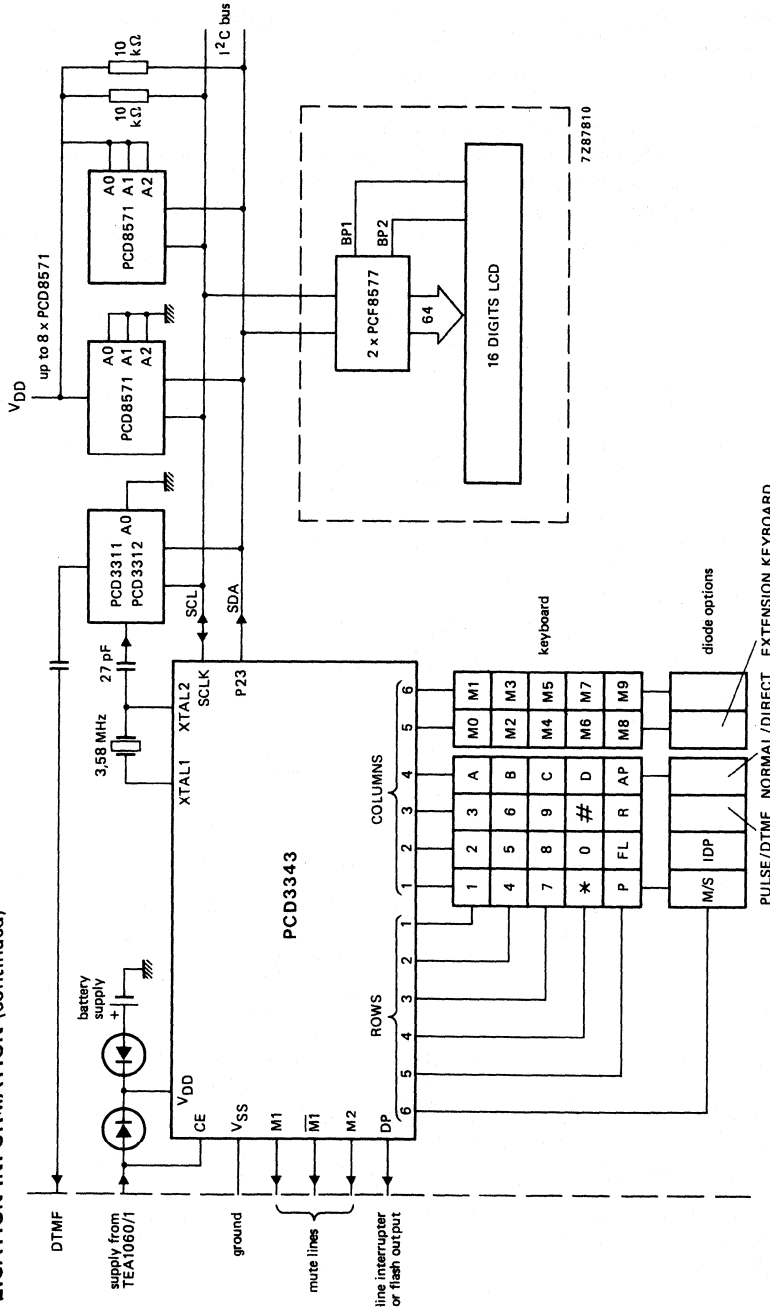 LICATION INFORMATION (continued)
DTMF
supply from
TEA1060/1
ground
mute lines
line interrupter
or flash output
battery
supply
+
VDD
CE
VSS
M1
M1
M2
DP
PCD3343
3,58 MHz
XTAL1
XTAL2
27 pF
SCLK
P23
SCL
SDA
PCD3311
PCD3312
A0
VDD
up to 8 x PCD8571
PCD8571
A0
A1
A2
PCD8571
A0
A1
A2
10
kΩ
10
kΩ
I²C bus
2 x PCF8577
BP1
BP2
64
16 DIGITS LCD
7Z87810
ROWS
6 5 4 3 2 1
COLUMNS
1 2 3 4 5 6
keyboard
1 2 3 A M0 M1
4 5 6 B M2 M3
7 8 9 C M4 M5
* 0 # D M6 M7
P FL R AP M8 M9
diode options
M/S IDP
PULSE/DTMF
NORMAL/DIRECT
EXTENSION KEYBOARD